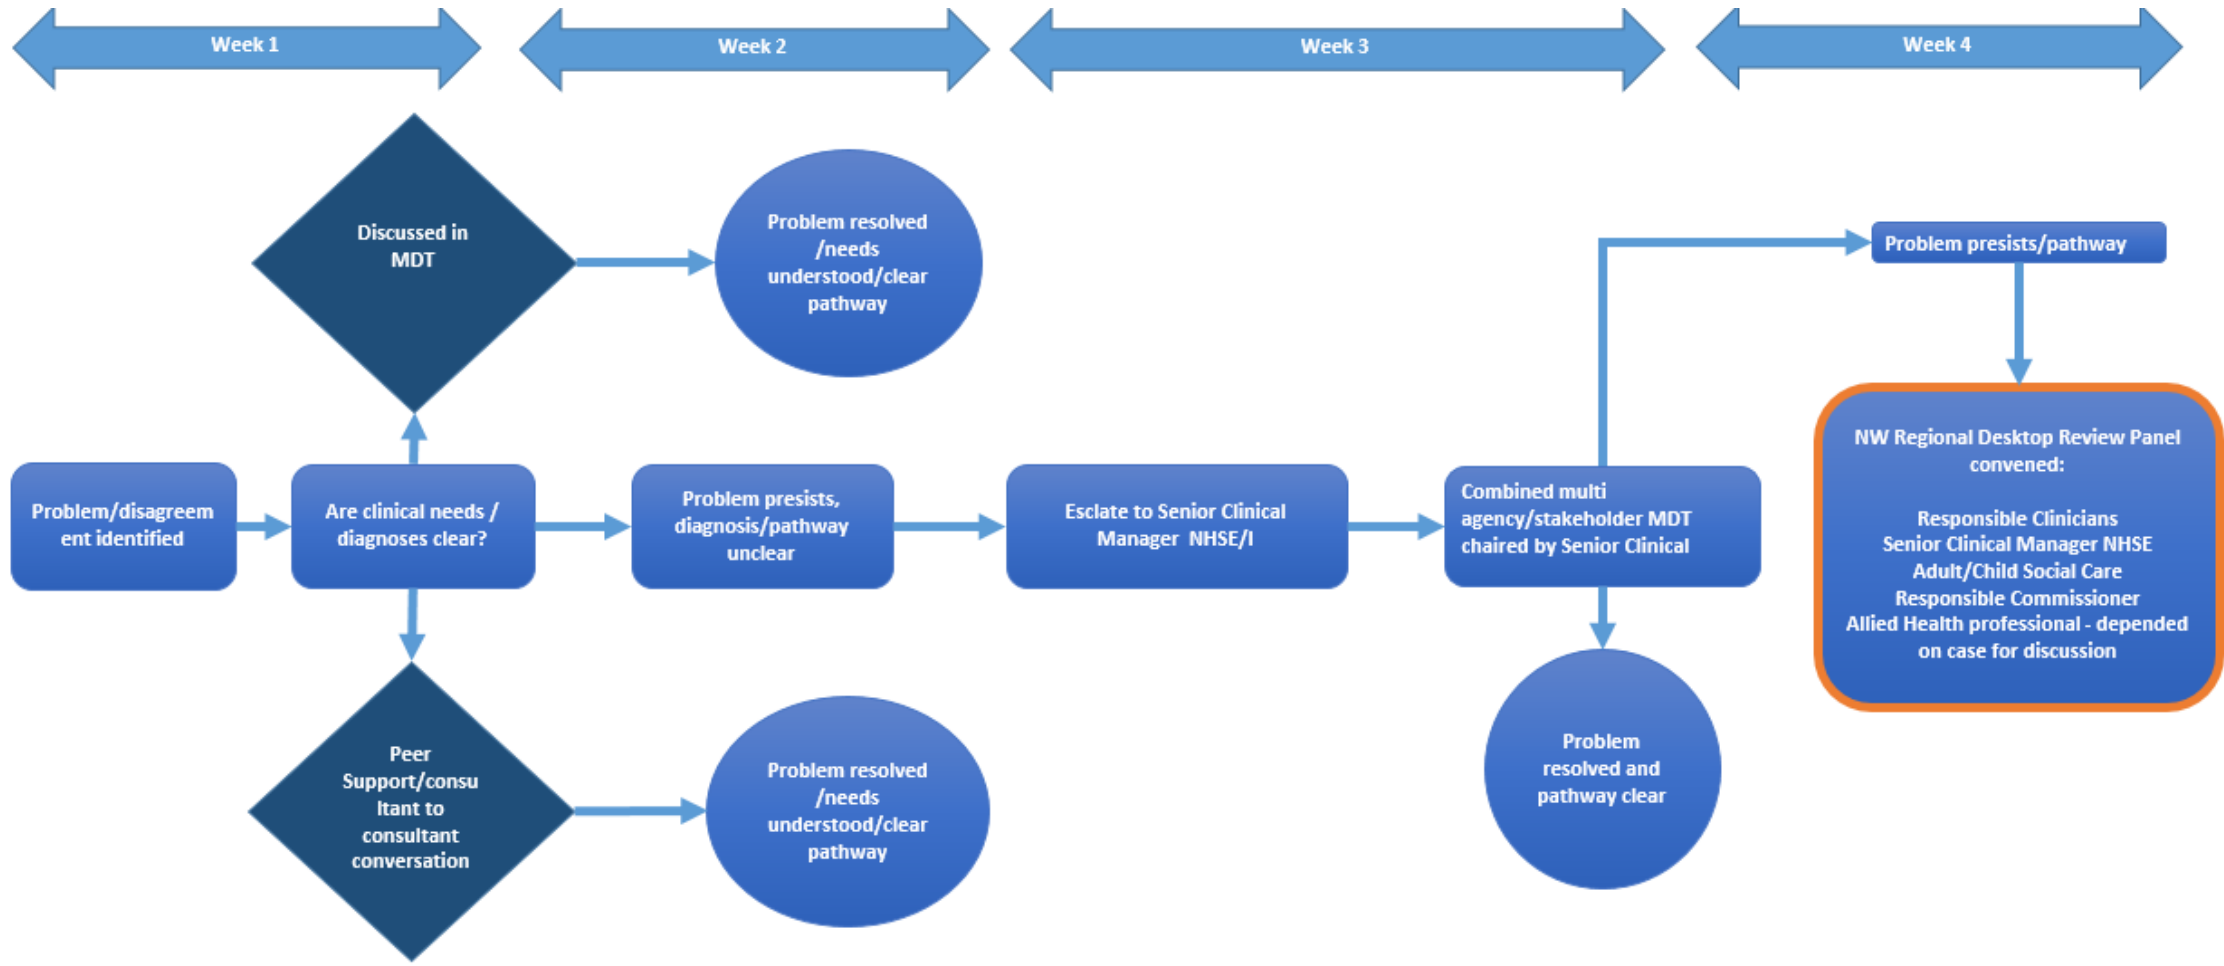 Week 1
Week 2
Week 3
Week 4
Discussed in
MDT
Problem resolved
/needs
understood/clear
pathway
Problem presists/pathway
Problem/disagreem
ent identified
Are clinical needs /
diagnoses clear?
Problem presists,
diagnosis/pathway
unclear
Esclate to Senior Clinical
Manager NHSE/I
Combined multi
agency/stakeholder MDT
chaired by Senior Clinical
NW Regional Desktop Review Panel
convened:
Responsible Clinicians
Senior Clinical Manager NHSE
Adult/Child Social Care
Responsible Commissioner
Allied Health professional - depended
on case for discussion
Peer
Support/consu
ltant to
consultant
conversation
Problem resolved
/needs
understood/clear
pathway
Problem
resolved and
pathway clear